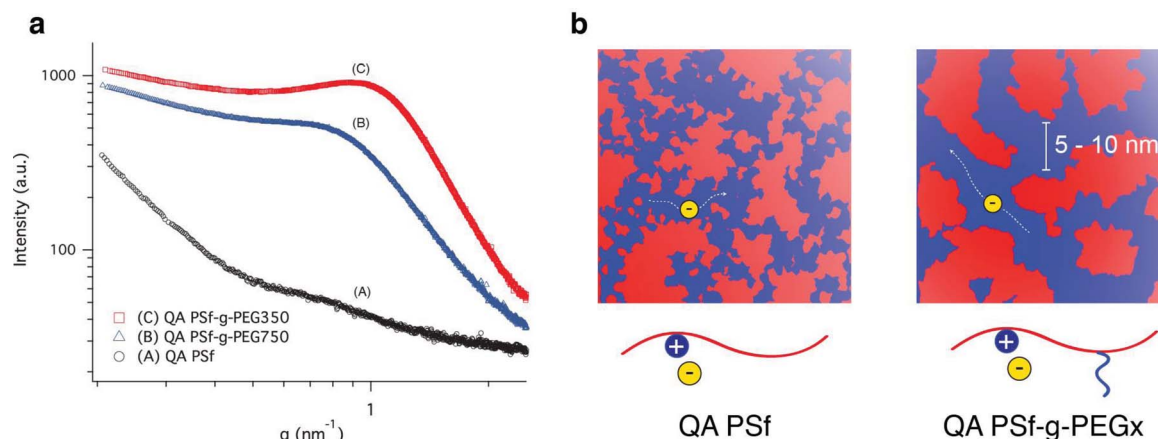 a
b
1000
(C)
(B)
Intensity (a.u.)
100
(A)
(C) QA PSf-g-PEG350
(B) QA PSf-g-PEG750
(A) QA PSf
1
q (nm⁻¹)
-
5 - 10 nm
-
+
-
+
-
QA PSf
QA PSf-g-PEGx